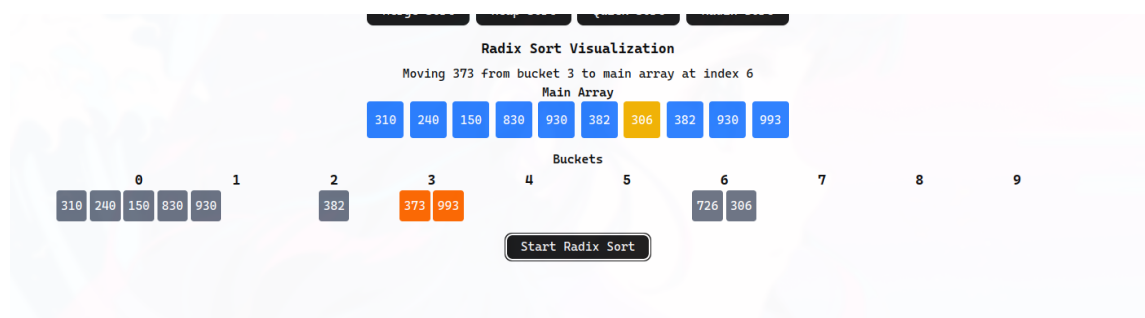 Radix Sort Visualization
Moving 373 from bucket 3 to main array at index 6
Main Array
310 240 150 830 930 382 306 382 930 993
Buckets
0 1 2 3 4 5 6 7 8 9
310 240 150 830 930 382 373 993 726 306
Start Radix Sort